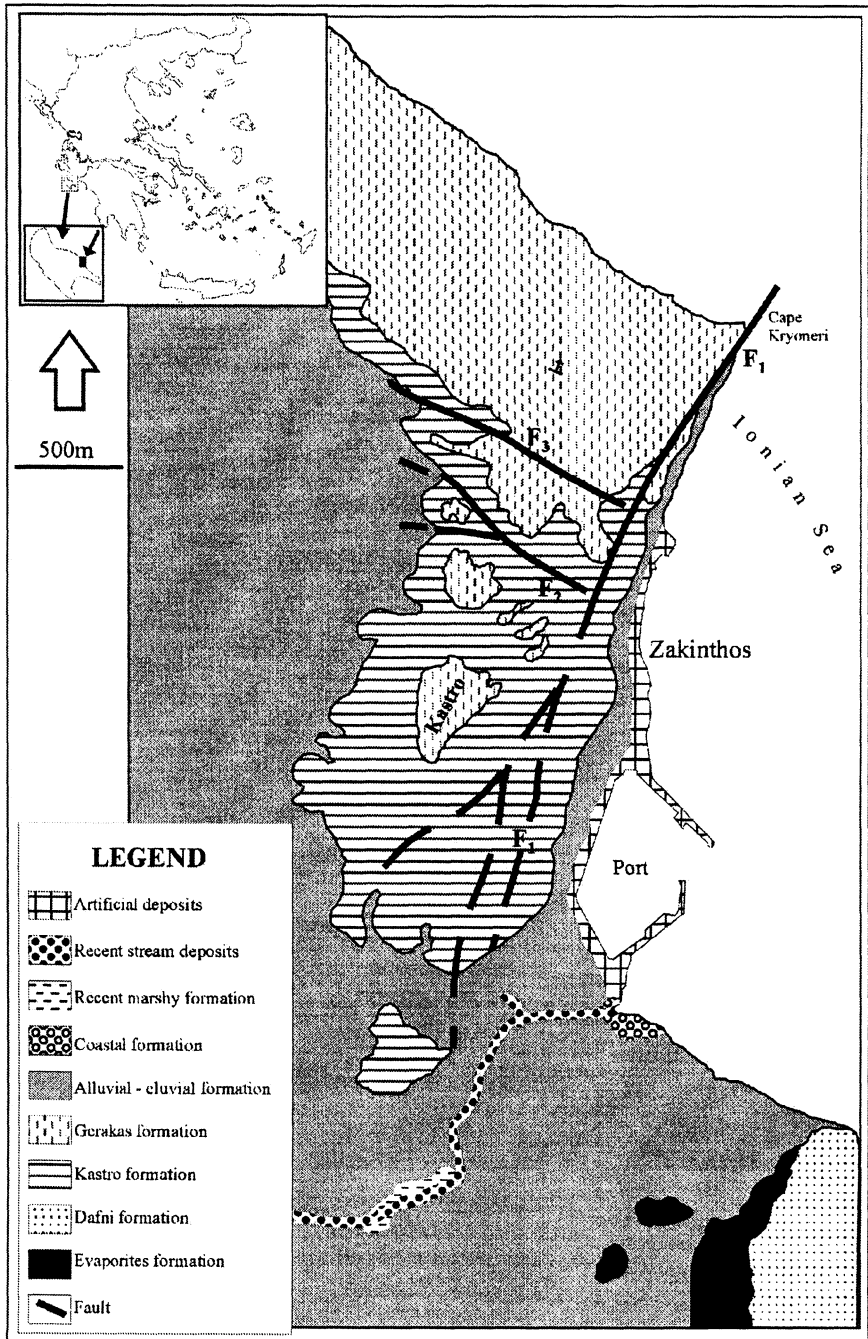 Cape
Kryoneri
F1
Ionian Sea
500m
F3
F2
Zakinthos
Kastro
F1
Port
LEGEND
Artificial deposits
Recent stream deposits
Recent marshy formation
Coastal formation
Alluvial - eluvial formation
Gerakas formation
Kastro formation
Dafni formation
Evaporites formation
Fault